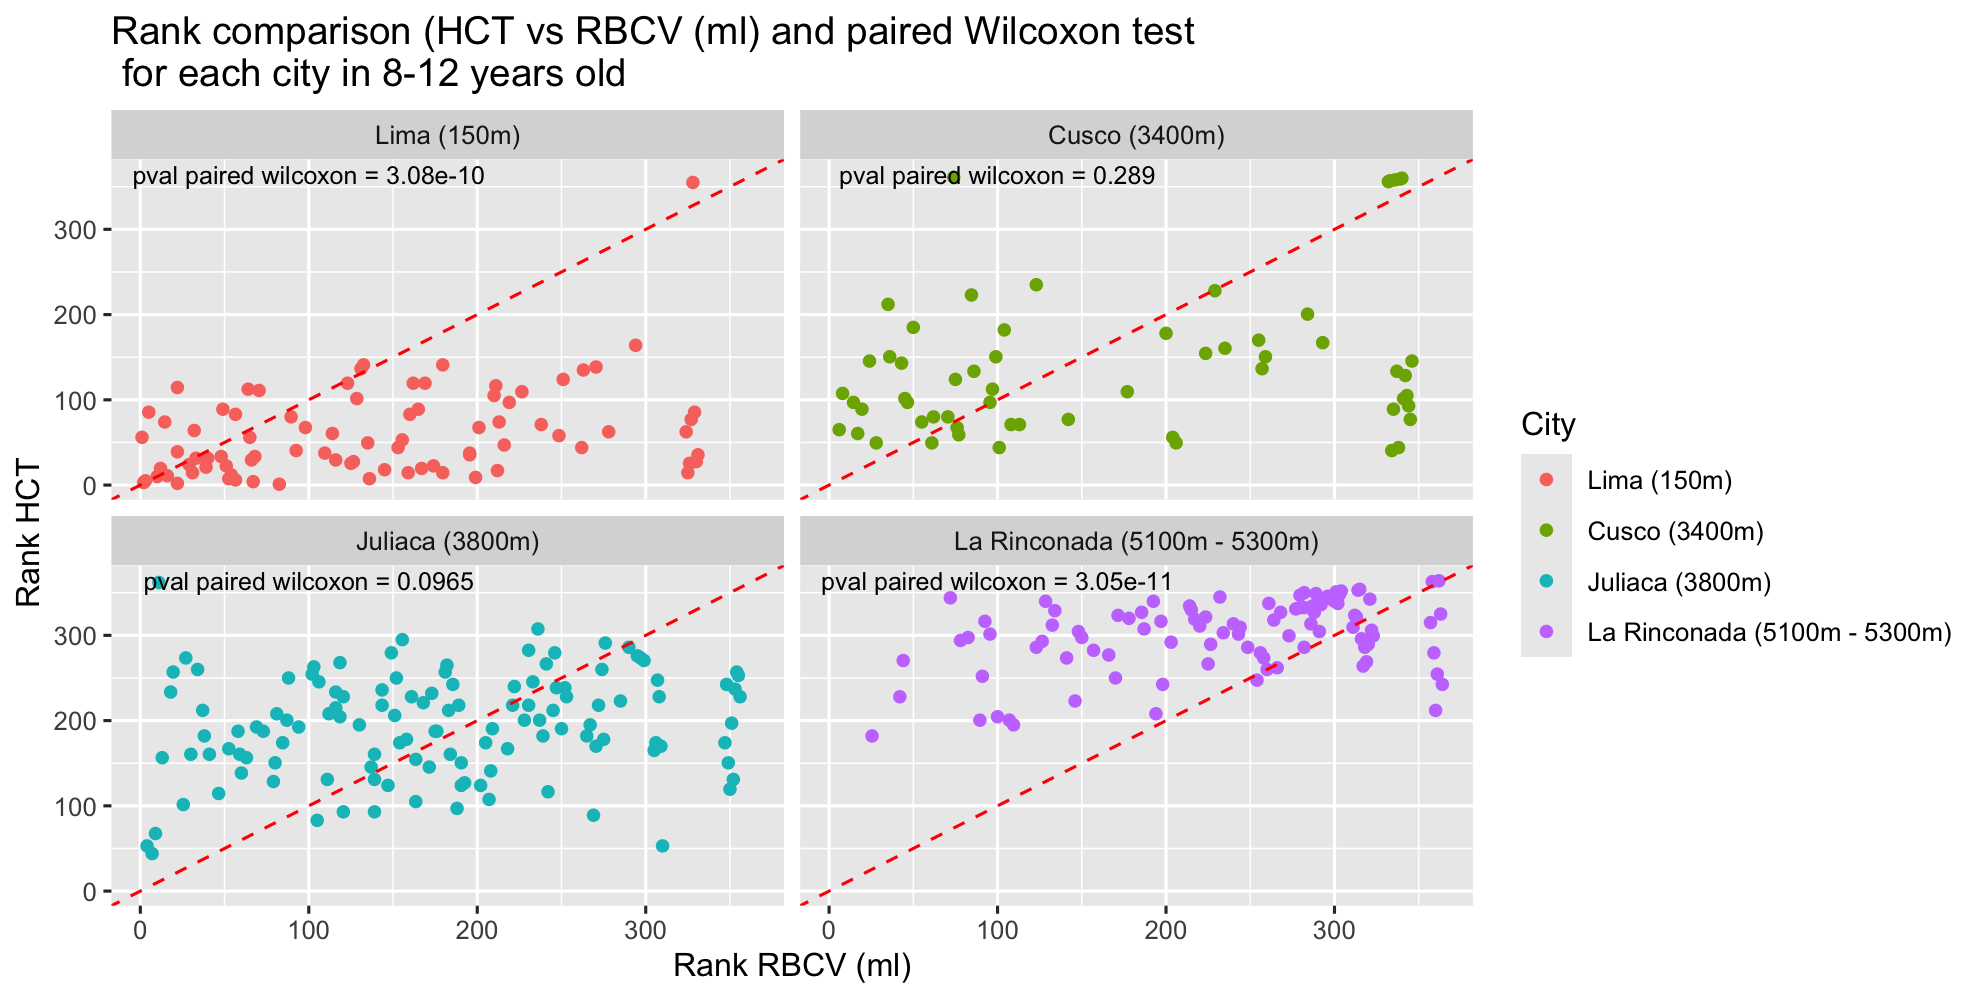 Rank comparison (HCT vs RBCV (ml) and paired Wilcoxon test
for each city in 8-12 years old
Lima (150m)
pval paired wilcoxon = 3.08e-10
300
200
100
0
Cusco (3400m)
pval paired wilcoxon = 0.289
Juliaca (3800m)
pval paired wilcoxon = 0.0965
300
200
100
0
0
100
200
300
La Rinconada (5100m - 5300m)
pval paired wilcoxon = 3.05e-11
0
100
200
300
Rank HCT
Rank RBCV (ml)
City
Lima (150m)
Cusco (3400m)
Juliaca (3800m)
La Rinconada (5100m - 5300m)